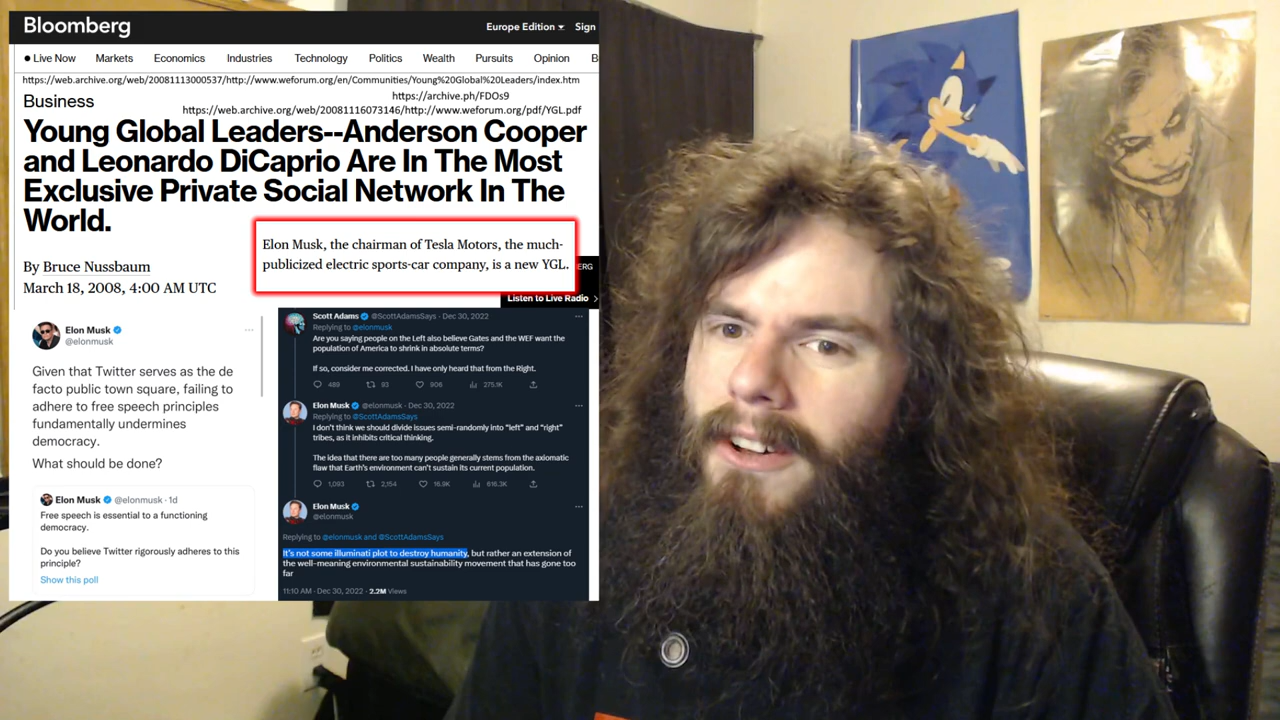 Bloomberg
Europe Edition
Sign
Live Now Markets Economics Industries Technology Politics Wealth Pursuits Opinion B
https://web.archive.org/web/20081113000537/http://www.weforum.org/en/Communities/Young%20Global%20Leaders/index.htm
https://archive.ph/FDOs9
Business
https://web.archive.org/web/20081116073146/http://www.weforum.org/pdf/YGL.pdf
Young Global Leaders--Anderson Cooper
and Leonardo DiCaprio Are In The Most
Exclusive Private Social Network In The
World.
Elon Musk, the chairman of Tesla Motors, the much-
publicized electric sports-car company, is a new YGL.
By Bruce Nussbaum
March 18, 2008, 4:00 AM UTC
ERG
Listen to Live Radio
Elon Musk
@elonmusk
Given that Twitter serves as the de
facto public town square, failing to
adhere to free speech principles
fundamentally undermines
democracy.
What should be done?
Elon Musk @elonmusk · 1d
Free speech is essential to a functioning
democracy.
Do you believe Twitter rigorously adheres to this
principle?
Show this poll
Scott Adams @ScottAdamsSays · Dec 30, 2022
Replying to @elonmusk
Are you saying people on the Left also believe Gates and the WEF want the
population of America to shrink in absolute terms?
If so, consider me corrected. I have only heard that from the Right.
489 93 906 275.1K
Elon Musk @elonmusk · Dec 30, 2022
Replying to @ScottAdamsSays
I don't think we should divide issues semi-randomly into "left" and "right"
tribes, as it inhibits critical thinking.
The idea that there are too many people generally stems from the axiomatic
flaw that Earth's environment can't sustain its current population.
1,093 2,154 16.9K 616.3K
Elon Musk
@elonmusk
Replying to @elonmusk and @ScottAdamsSays
It's not some illuminati plot to destroy humanity, but rather an extension of
the well-meaning environmental sustainability movement that has gone too
far
11:10 AM · Dec 30, 2022 · 2.2M Views